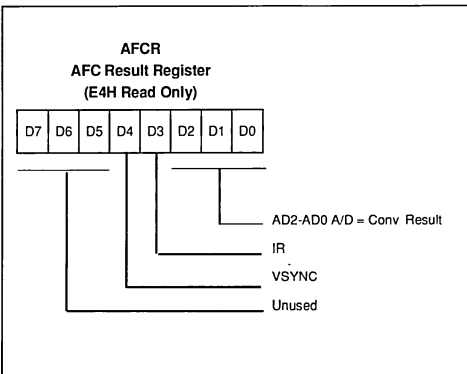 AFCR
AFC Result Register
(E4H Read Only)
D7 D6 D5 D4 D3 D2 D1 D0
AD2-AD0 A/D = Conv Result
IR
VSYNC
Unused